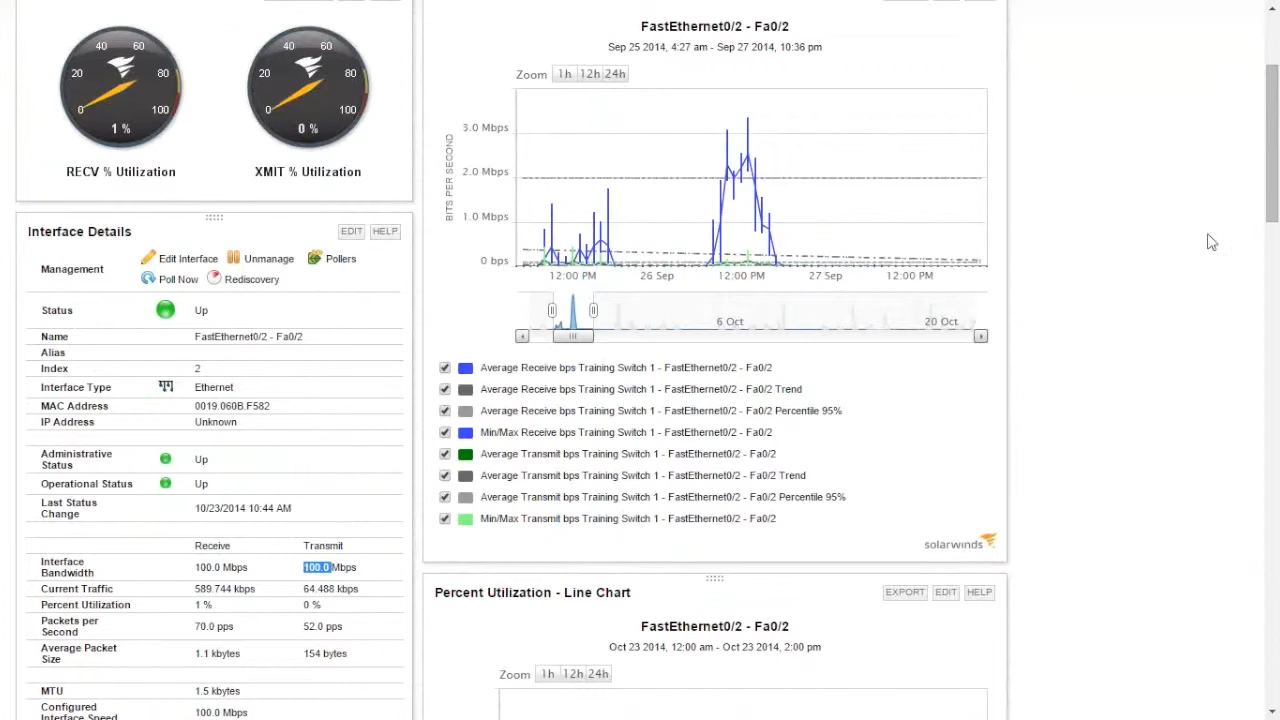 40 60
20 80
0 100
1 %
RECV % Utilization
40 60
20 80
0 100
0 %
XMIT % Utilization
Interface Details
EDIT HELP
Management
Edit Interface Unmanage Pollers
Poll Now Rediscovery
Status Up
Name FastEthernet0/2 - Fa0/2
Alias
Index 2
Interface Type Ethernet
MAC Address 0019.060B.F582
IP Address Unknown
Administrative
Status Up
Operational Status Up
Last Status
Change 10/23/2014 10:44 AM
Receive Transmit
Interface
Bandwidth 100.0 Mbps 100.0 Mbps
Current Traffic 589.744 kbps 64.488 kbps
Percent Utilization 1 % 0 %
Packets per
Second 70.0 pps 52.0 pps
Average Packet
Size 1.1 kbytes 154 bytes
MTU 1.5 kbytes
Configured
Interface Speed 100.0 Mbps
FastEthernet0/2 - Fa0/2
Sep 25 2014, 4:27 am - Sep 27 2014, 10:36 pm
Zoom 1h 12h 24h
BITS PER SECOND
3.0 Mbps
2.0 Mbps
1.0 Mbps
0 bps
12:00 PM 26 Sep 12:00 PM 27 Sep 12:00 PM
6 Oct 20 Oct
Average Receive bps Training Switch 1 - FastEthernet0/2 - Fa0/2
Average Receive bps Training Switch 1 - FastEthernet0/2 - Fa0/2 Trend
Average Receive bps Training Switch 1 - FastEthernet0/2 - Fa0/2 Percentile 95%
Min/Max Receive bps Training Switch 1 - FastEthernet0/2 - Fa0/2
Average Transmit bps Training Switch 1 - FastEthernet0/2 - Fa0/2
Average Transmit bps Training Switch 1 - FastEthernet0/2 - Fa0/2 Trend
Average Transmit bps Training Switch 1 - FastEthernet0/2 - Fa0/2 Percentile 95%
Min/Max Transmit bps Training Switch 1 - FastEthernet0/2 - Fa0/2
solarwinds
Percent Utilization - Line Chart
EXPORT EDIT HELP
FastEthernet0/2 - Fa0/2
Oct 23 2014, 12:00 am - Oct 23 2014, 2:00 pm
Zoom 1h 12h 24h